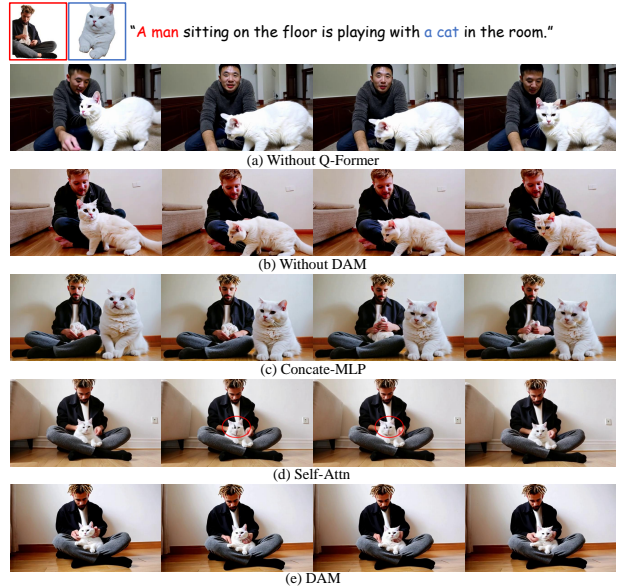 “A man sitting on the floor is playing with a cat in the room.”
(a) Without Q-Former
(b) Without DAM
(c) Concate-MLP
(d) Self-Attn
(e) DAM